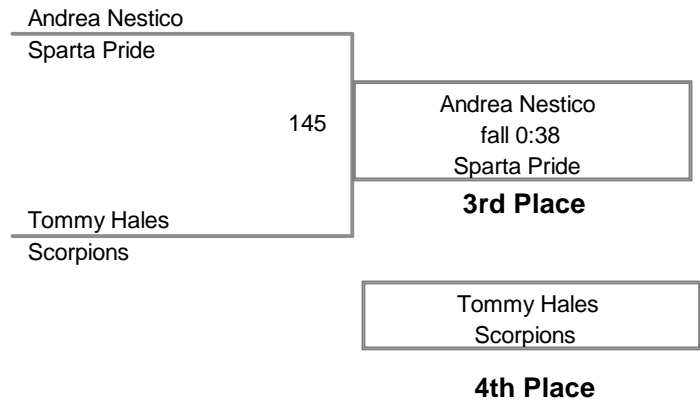 Andrea Nestico
Sparta Pride
145
Andrea Nestico
fall 0:38
Sparta Pride
3rd Place
Tommy Hales
Scorpions
Tommy Hales
Scorpions
4th Place